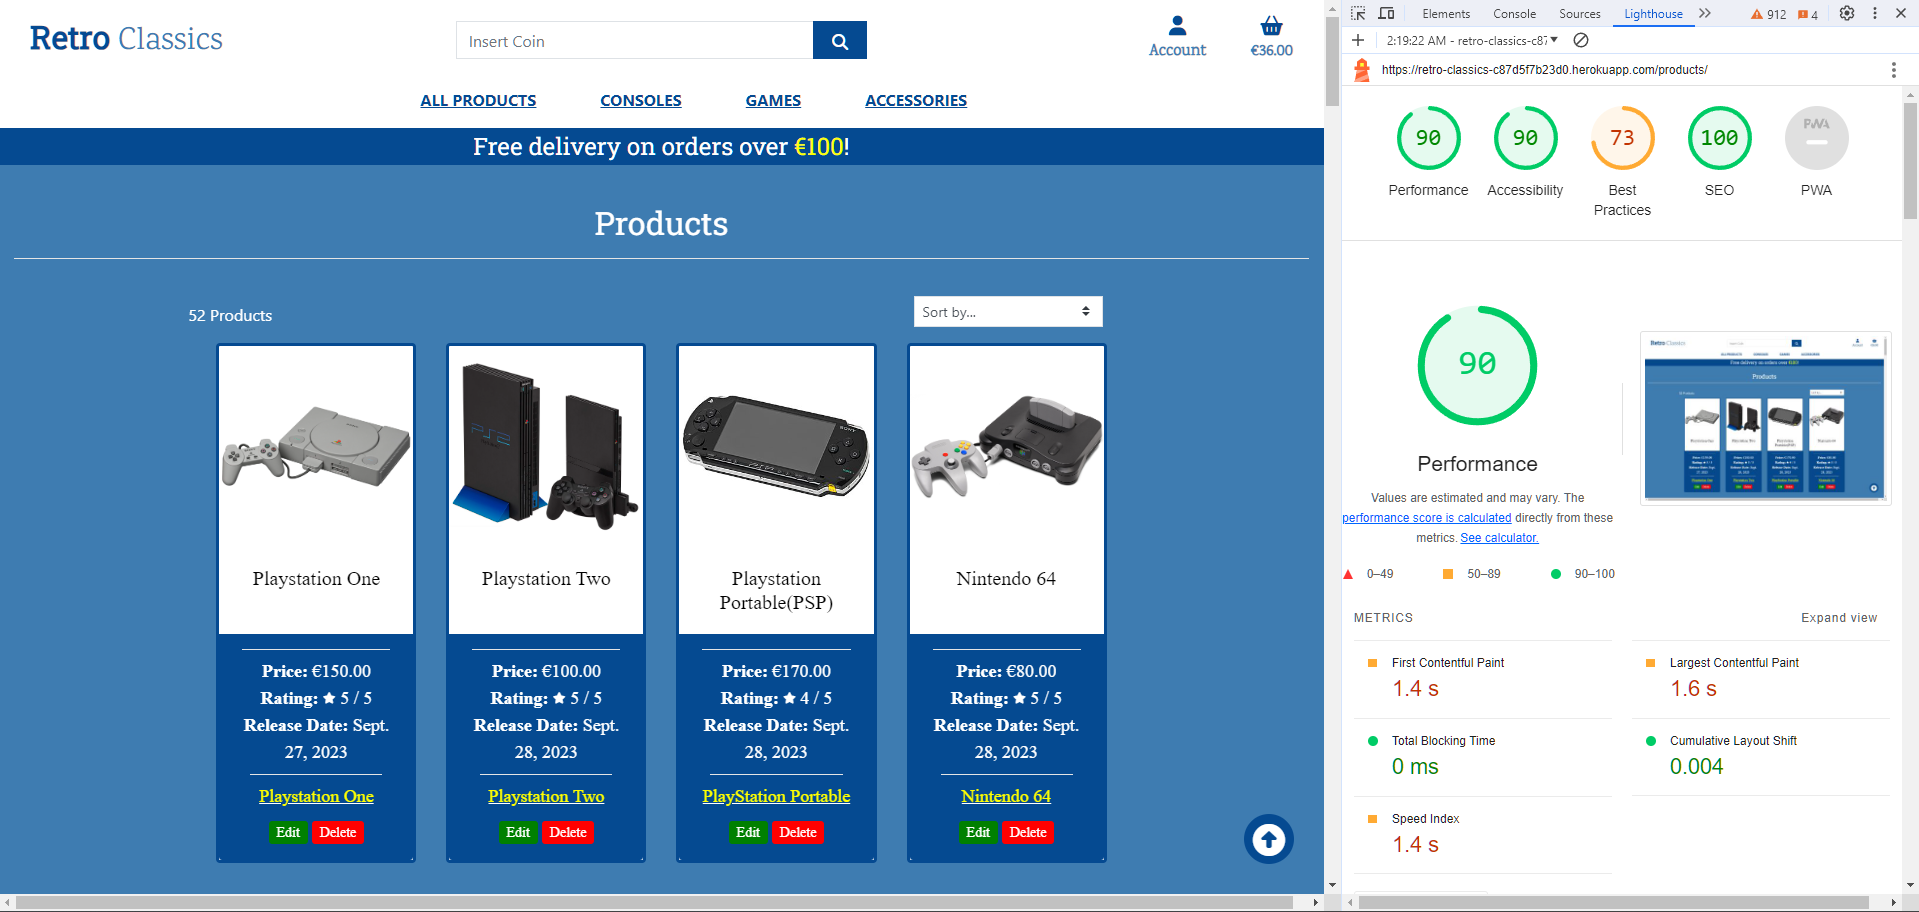 Retro Classics
Insert Coin
Account
€36.00
ALL PRODUCTS CONSOLES GAMES ACCESSORIES
Free delivery on orders over €100!
Products
52 Products
Sort by...
SONY
Playstation One
Price: €150.00
Rating: 5 / 5
Release Date: Sept.
27, 2023
Playstation One
Edit Delete
Playstation Two
Price: €100.00
Rating: 5 / 5
Release Date: Sept.
28, 2023
Playstation Two
Edit Delete
Playstation
Portable(PSP)
Price: €170.00
Rating: 4 / 5
Release Date: Sept.
28, 2023
PlayStation Portable
Edit Delete
Nintendo 64
Price: €80.00
Rating: 5 / 5
Release Date: Sept.
28, 2023
Nintendo 64
Edit Delete
Elements Console Sources Lighthouse 912 4
2:19:22 AM - retro-classics-c87
https://retro-classics-c87d5f7b23d0.herokuapp.com/products/
90
Performance
90
Accessibility
73
Best
Practices
100
SEO
PWA
PWA
90
Performance
Values are estimated and may vary. The
performance score is calculated directly from these
metrics. See calculator.
0–49 50–89 90–100
METRICS Expand view
First Contentful Paint
1.4 s
Largest Contentful Paint
1.6 s
Total Blocking Time
0 ms
Cumulative Layout Shift
0.004
Speed Index
1.4 s